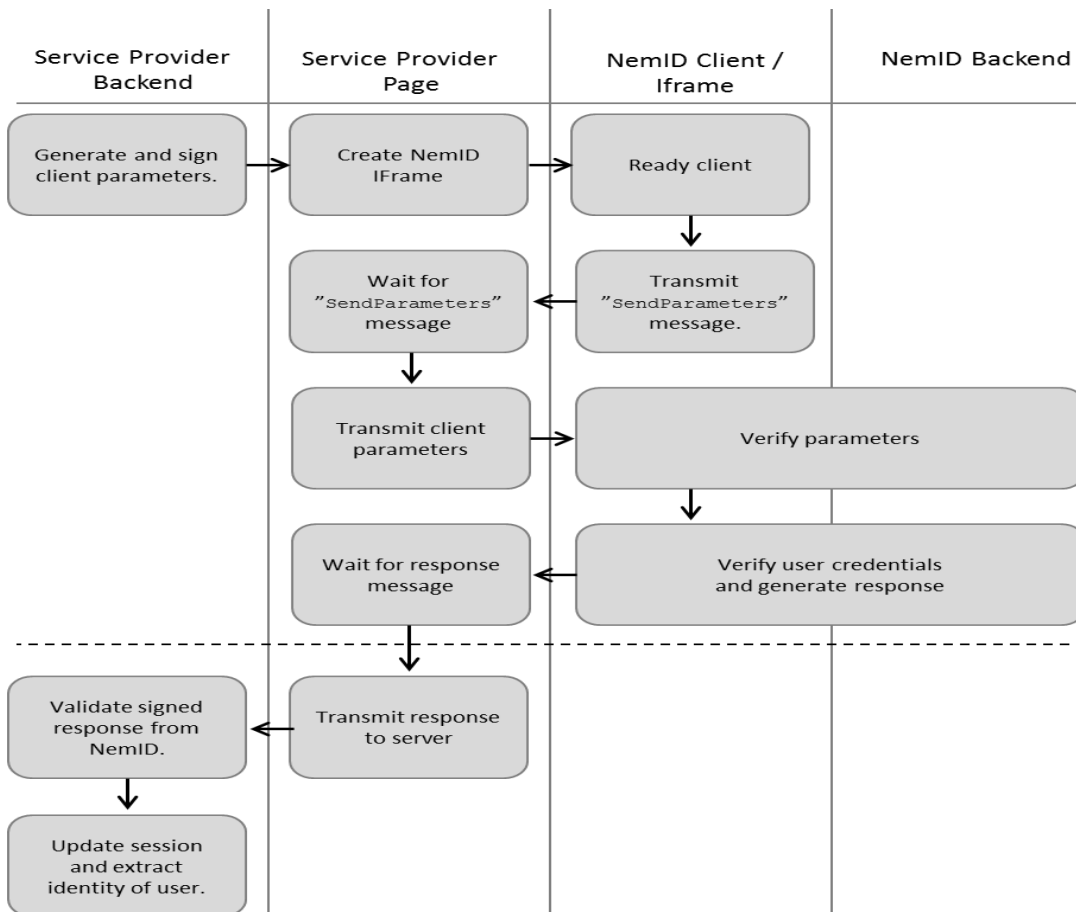 Service Provider
Backend
Service Provider
Page
NemID Client /
Iframe
NemID Backend
Generate and sign
client parameters.
Create NemID
IFrame
Ready client
Wait for
”SendParameters”
message
Transmit
”SendParameters”
message.
Transmit client
parameters
Verify parameters
Wait for response
message
Verify user credentials
and generate response
Validate signed
response from
NemID.
Transmit response
to server
Update session
and extract
identity of user.